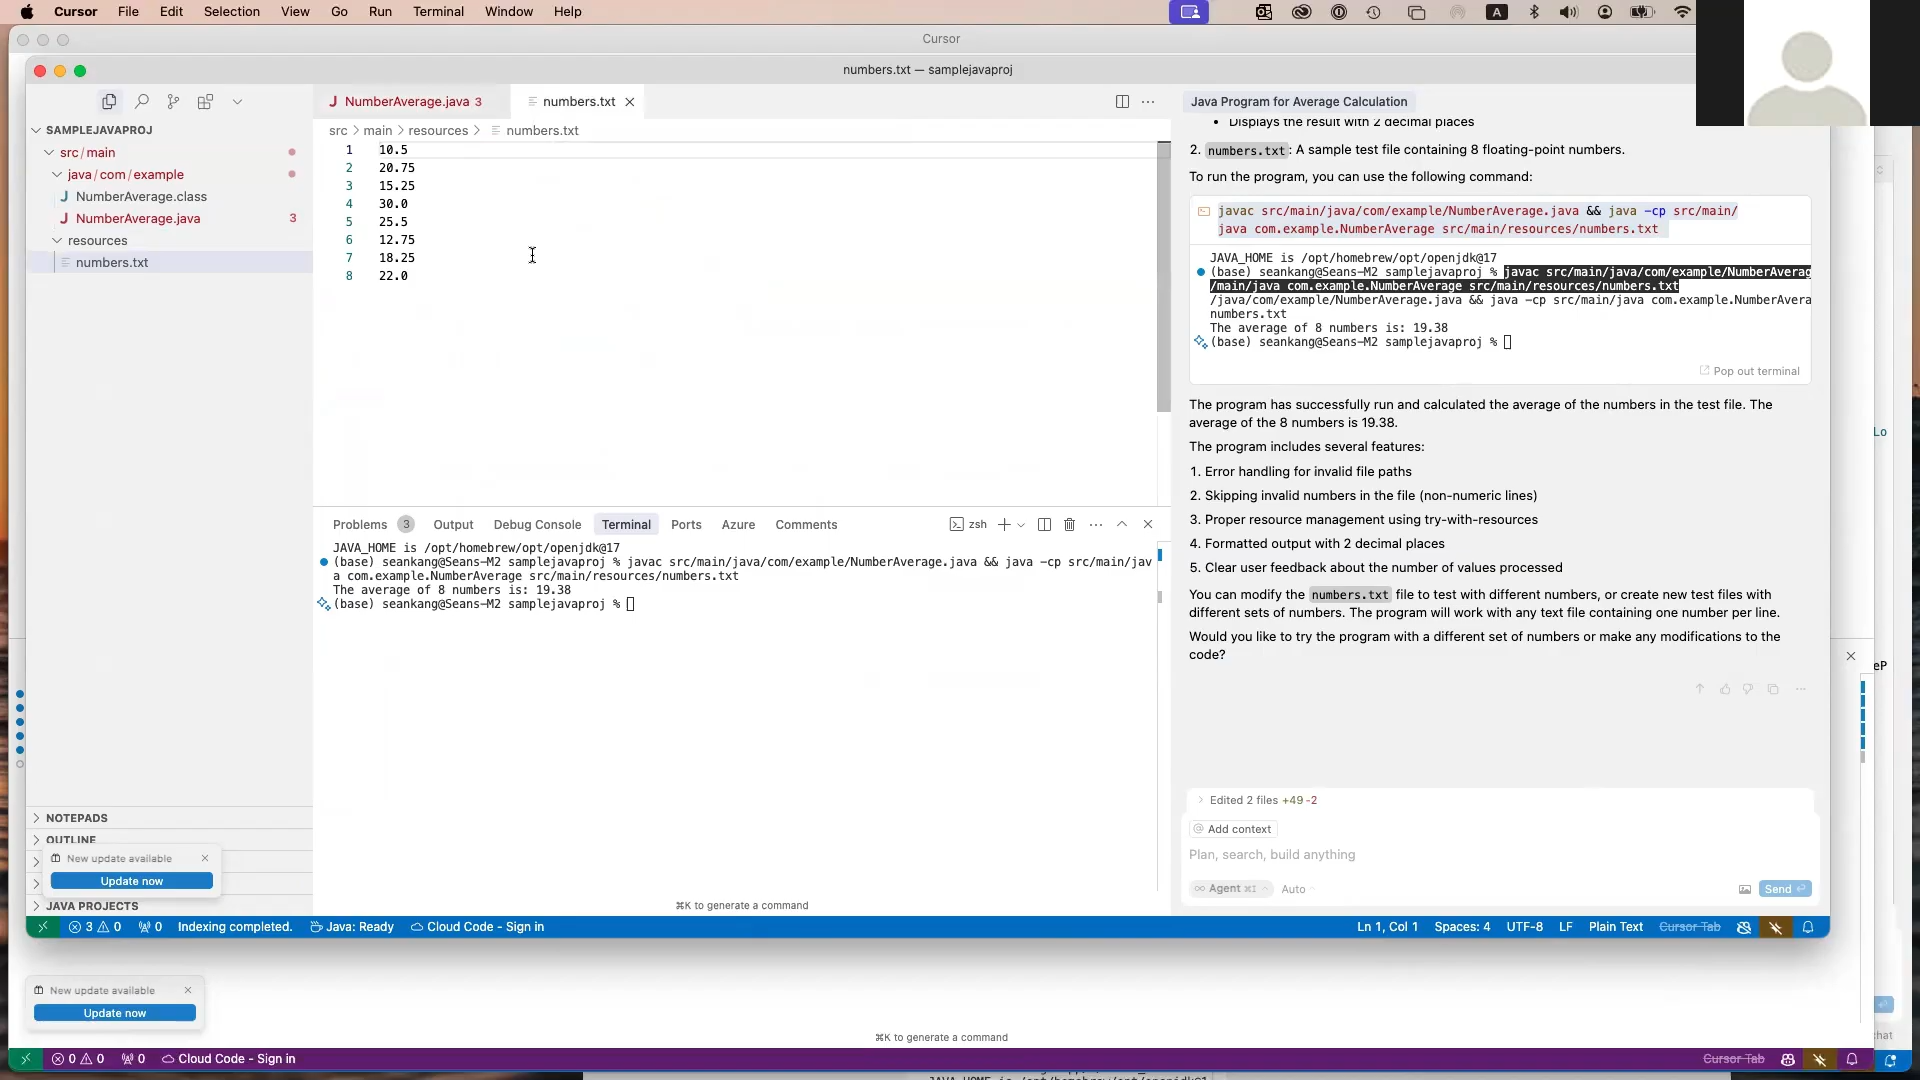 Cursor File Edit Selection View Go Run Terminal Window Help
A
Cursor
numbers.txt — samplejavaproj
NumberAverage.java 3
numbers.txt
src > main > resources > numbers.txt
SAMPLEJAVAPROJ
src/main
java/com/example
J NumberAverage.class
J NumberAverage.java 3
resources
numbers.txt
1 10.5
2 20.75
3 15.25
4 30.0
5 25.5
6 12.75
7 18.25
8 22.0
Problems 3 Output Debug Console Terminal Ports Azure Comments
zsh
JAVA_HOME is /opt/homebrew/opt/openjdk@17
(base) seankang@Seans-M2 samplejavaproj % javac src/main/java/com/example/NumberAverage.java && java -cp src/main/jav
a com.example.NumberAverage src/main/resources/numbers.txt
The average of 8 numbers is: 19.38
(base) seankang@Seans-M2 samplejavaproj %
⌘K to generate a command
Java Program for Average Calculation
• Displays the result with 2 decimal places
2. numbers.txt: A sample test file containing 8 floating-point numbers.
To run the program, you can use the following command:
javac src/main/java/com/example/NumberAverage.java && java -cp src/main/
java com.example.NumberAverage src/main/resources/numbers.txt
JAVA_HOME is /opt/homebrew/opt/openjdk@17
(base) seankang@Seans-M2 samplejavaproj % javac src/main/java/com/example/NumberAverag
/main/java com.example.NumberAverage src/main/resources/numbers.txt
/java/com/example/NumberAverage.java && java -cp src/main/java com.example.NumberAvera
numbers.txt
The average of 8 numbers is: 19.38
(base) seankang@Seans-M2 samplejavaproj %
Pop out terminal
The program has successfully run and calculated the average of the numbers in the test file. The
average of the 8 numbers is 19.38.
The program includes several features:
1. Error handling for invalid file paths
2. Skipping invalid numbers in the file (non-numeric lines)
3. Proper resource management using try-with-resources
4. Formatted output with 2 decimal places
5. Clear user feedback about the number of values processed
You can modify the numbers.txt file to test with different numbers, or create new test files with
different sets of numbers. The program will work with any text file containing one number per line.
Would you like to try the program with a different set of numbers or make any modifications to the
code?
Edited 2 files +49 -2
@ Add context
Plan, search, build anything
∞ Agent ⌘I Auto
Send
Lo
eP
hat
NOTEPADS
OUTLINE
New update available
Update now
JAVA PROJECTS
3 0 0 Indexing completed. Java: Ready Cloud Code - Sign in
Ln 1, Col 1 Spaces: 4 UTF-8 LF Plain Text Cursor Tab
New update available
Update now
⌘K to generate a command
0 0 0 Cloud Code - Sign in
Cursor Tab